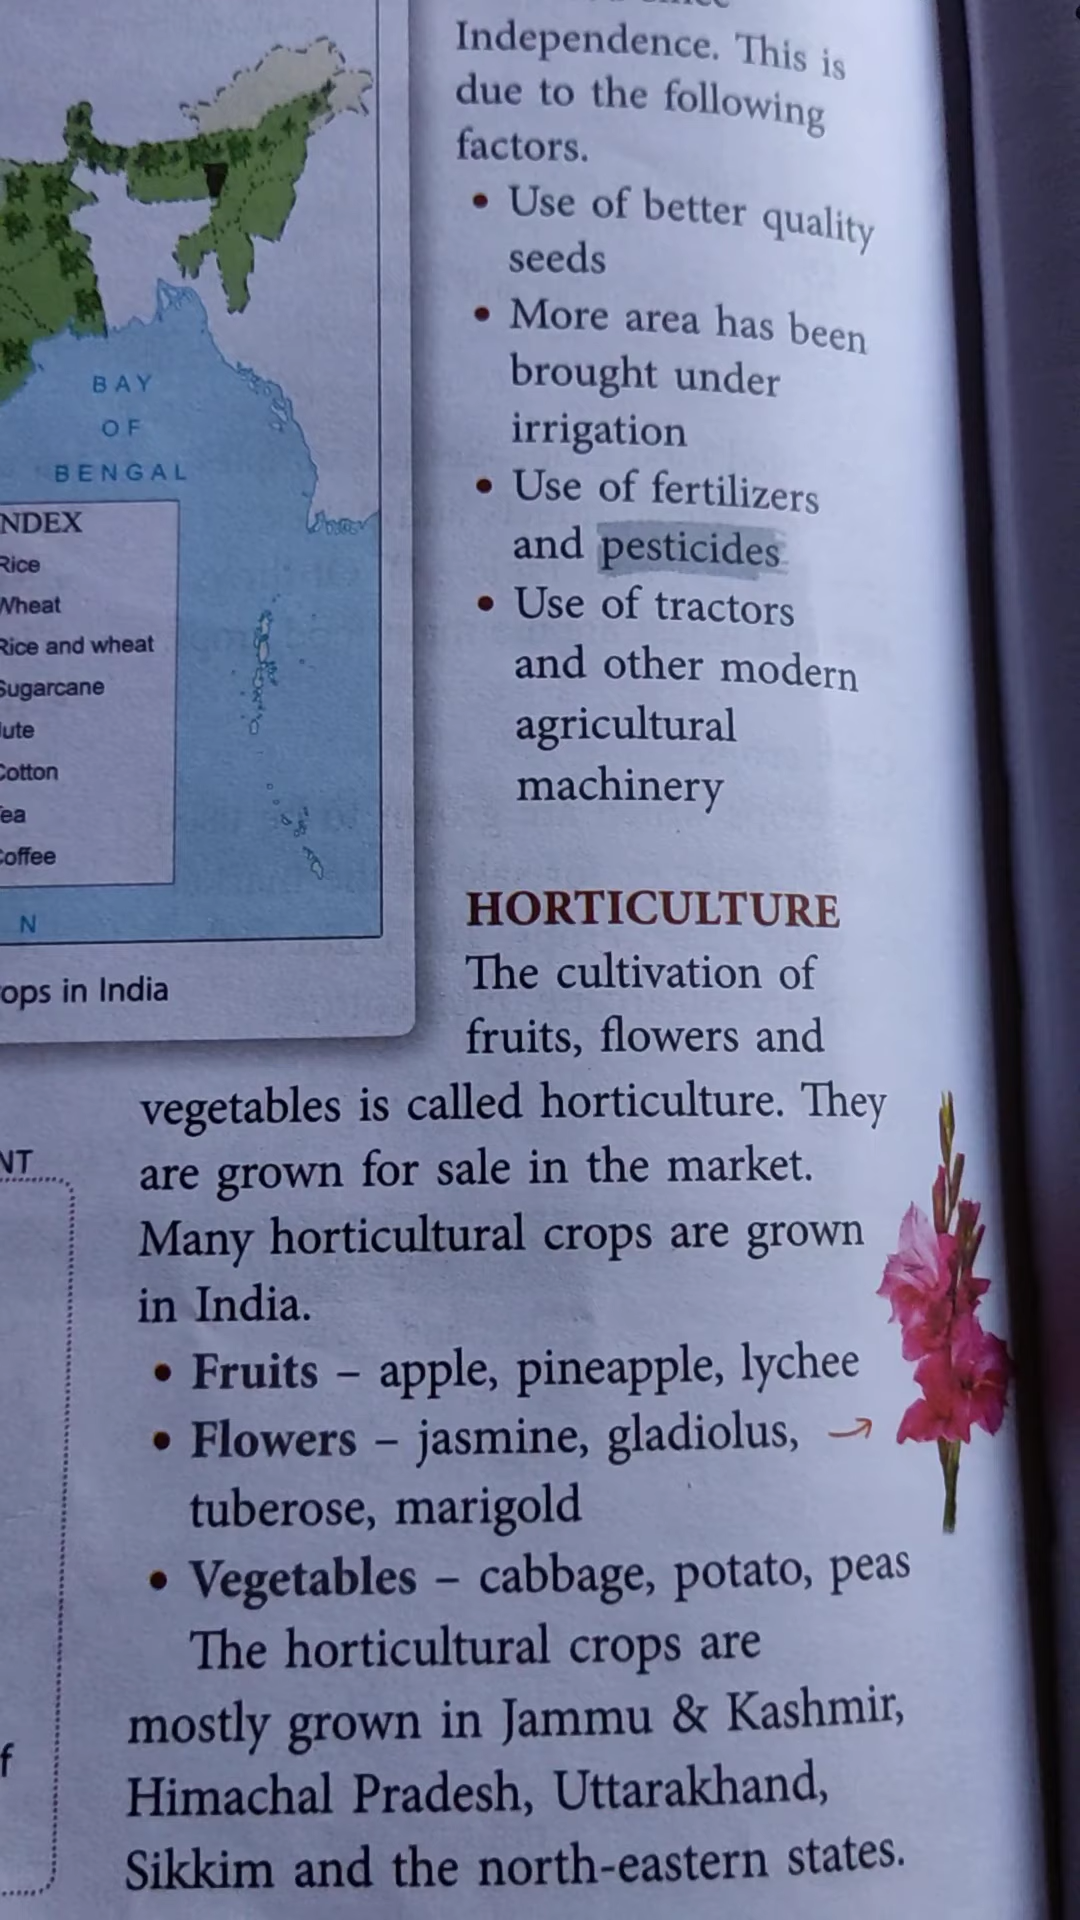 Independence. This is
due to the following
factors.
• Use of better quality
seeds
• More area has been
brought under
irrigation
• Use of fertilizers
and pesticides
• Use of tractors
and other modern
agricultural
machinery
BAY
OF
BENGAL
NDEX
Rice
Wheat
Rice and wheat
Sugarcane
Jute
Cotton
Tea
Coffee
N
ops in India
HORTICULTURE
The cultivation of
fruits, flowers and
vegetables is called horticulture. They
are grown for sale in the market.
Many horticultural crops are grown
in India.
• Fruits – apple, pineapple, lychee
• Flowers – jasmine, gladiolus,
tuberose, marigold
• Vegetables – cabbage, potato, peas
The horticultural crops are
mostly grown in Jammu & Kashmir,
Himachal Pradesh, Uttarakhand,
Sikkim and the north-eastern states.
NT
f